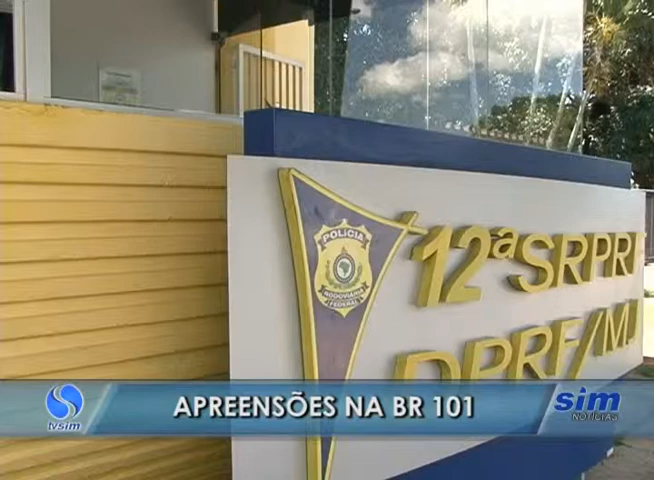 POLÍCIA
RODOVIÁRIA
FEDERAL
12ª SRPRF
DPRF/MJ
tvsim
APREENSÕES NA BR 101
sim
NOTÍCIAS